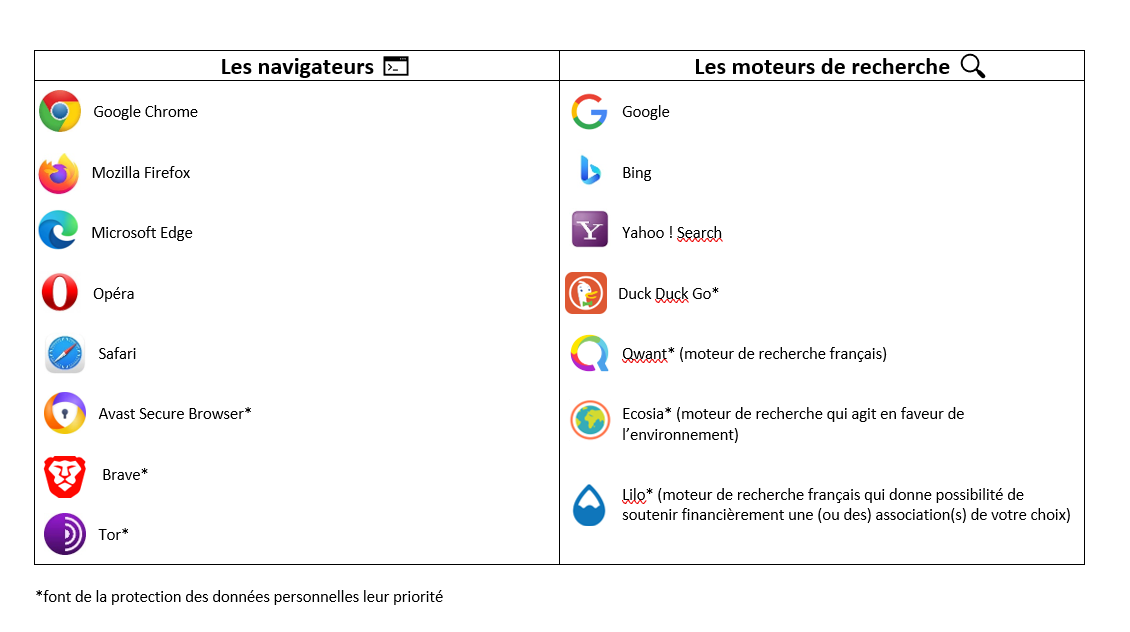 Les navigateurs
Les moteurs de recherche
Google Chrome
Mozilla Firefox
Microsoft Edge
Opéra
Safari
Avast Secure Browser*
Brave*
Tor*
Google
Bing
Yahoo ! Search
Duck Duck Go*
Qwant* (moteur de recherche français)
Ecosia* (moteur de recherche qui agit en faveur de
l’environnement)
Lilo* (moteur de recherche français qui donne possibilité de
soutenir financièrement une (ou des) association(s) de votre choix)
*font de la protection des données personnelles leur priorité